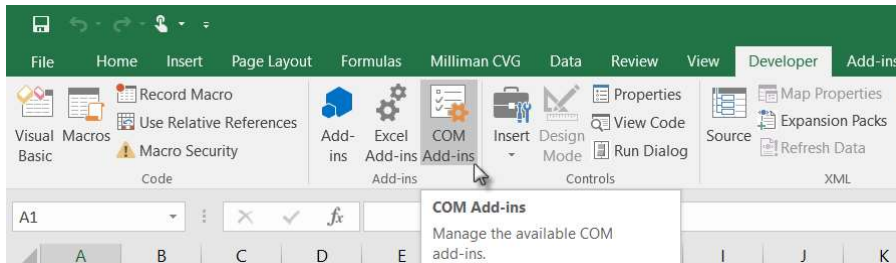 File Home Insert Page Layout Formulas Milliman CVG Data Review View Developer Add-ins
Record Macro
Use Relative References
Macro Security
Visual Basic
Macros
Code
Add-ins
Excel Add-ins
COM Add-ins
Add-ins
Insert
Design Mode
Properties
View Code
Run Dialog
Controls
Source
Map Properties
Expansion Packs
Refresh Data
XML
A1
fx
COM Add-ins
Manage the available COM
add-ins.
A B C D E I J K